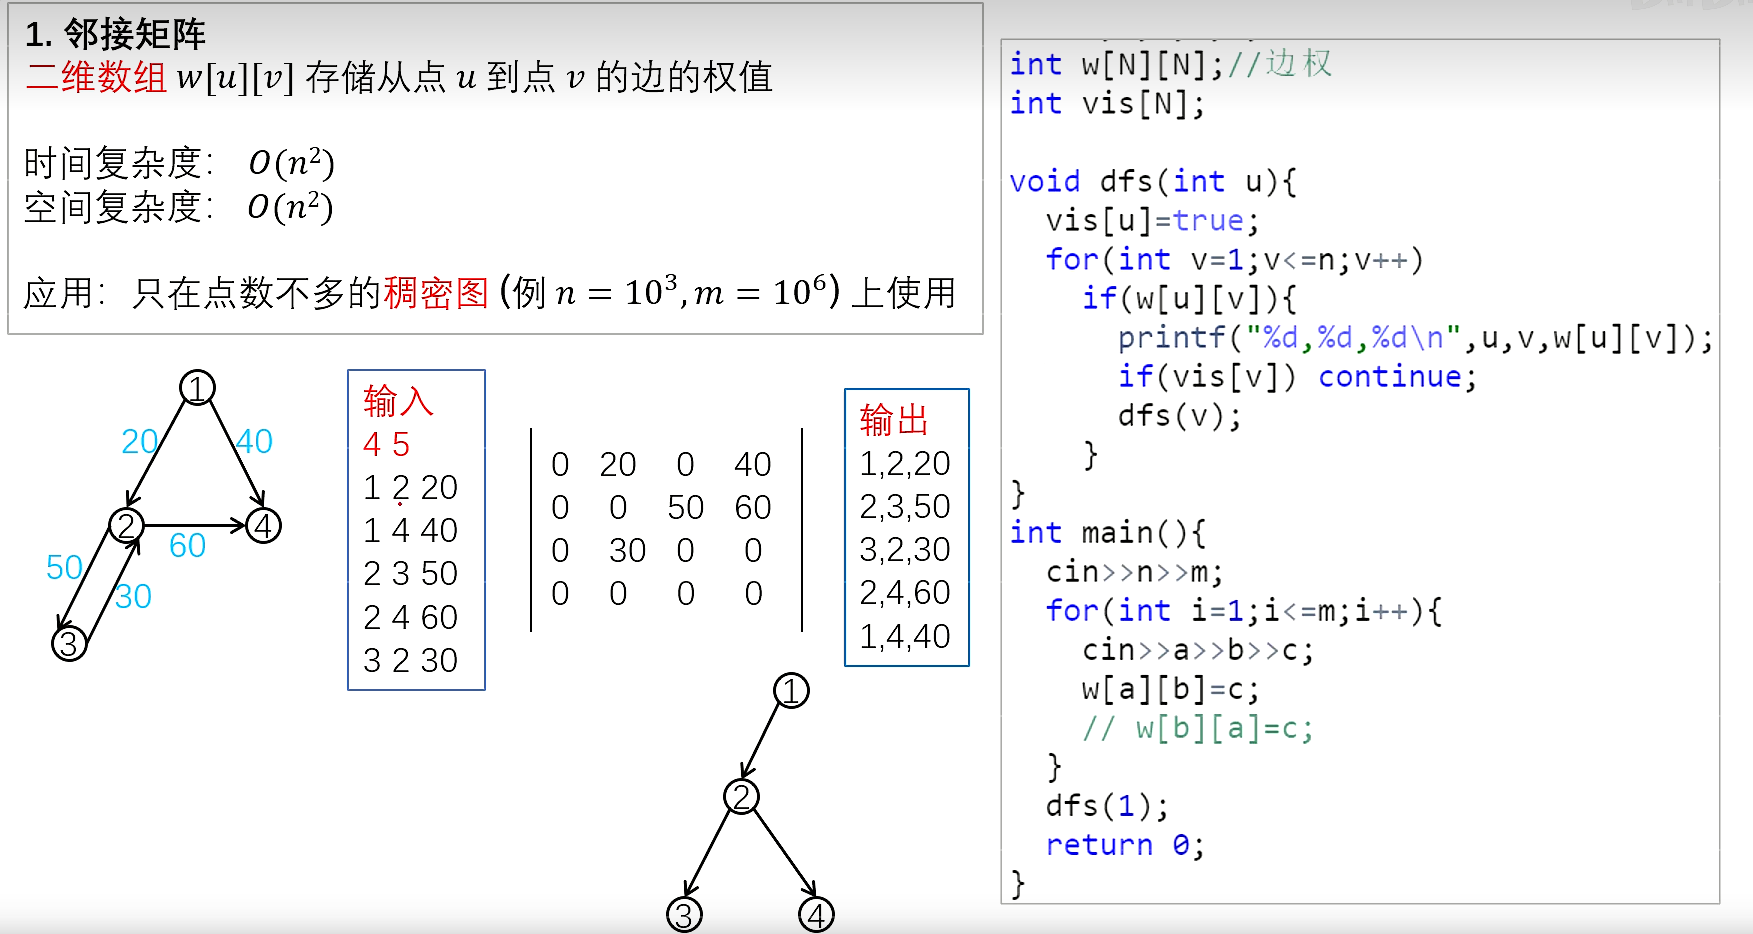 1. 邻接矩阵
二维数组 w[u][v] 存储从点 u 到点 v 的边的权值
时间复杂度： O(n²)
空间复杂度： O(n²)
应用： 只在点数不多的稠密图 (例 n = 10³, m = 10⁶) 上使用
1
20
40
2
4
60
50
30
3
输入
4 5
1 2 20
1 4 40
2 3 50
2 4 60
3 2 30
0 20 0 40
0 0 50 60
0 30 0 0
0 0 0 0
输出
1,2,20
2,3,50
3,2,30
2,4,60
1,4,40
1
2
3 4
int w[N][N];//边权
int vis[N];
void dfs(int u){
vis[u]=true;
for(int v=1;v<=n;v++)
if(w[u][v]){
printf("%d,%d,%d\n",u,v,w[u][v]);
if(vis[v]) continue;
dfs(v);
}
}
int main(){
cin>>n>>m;
for(int i=1;i<=m;i++){
cin>>a>>b>>c;
w[a][b]=c;
// w[b][a]=c;
}
dfs(1);
return 0;
}